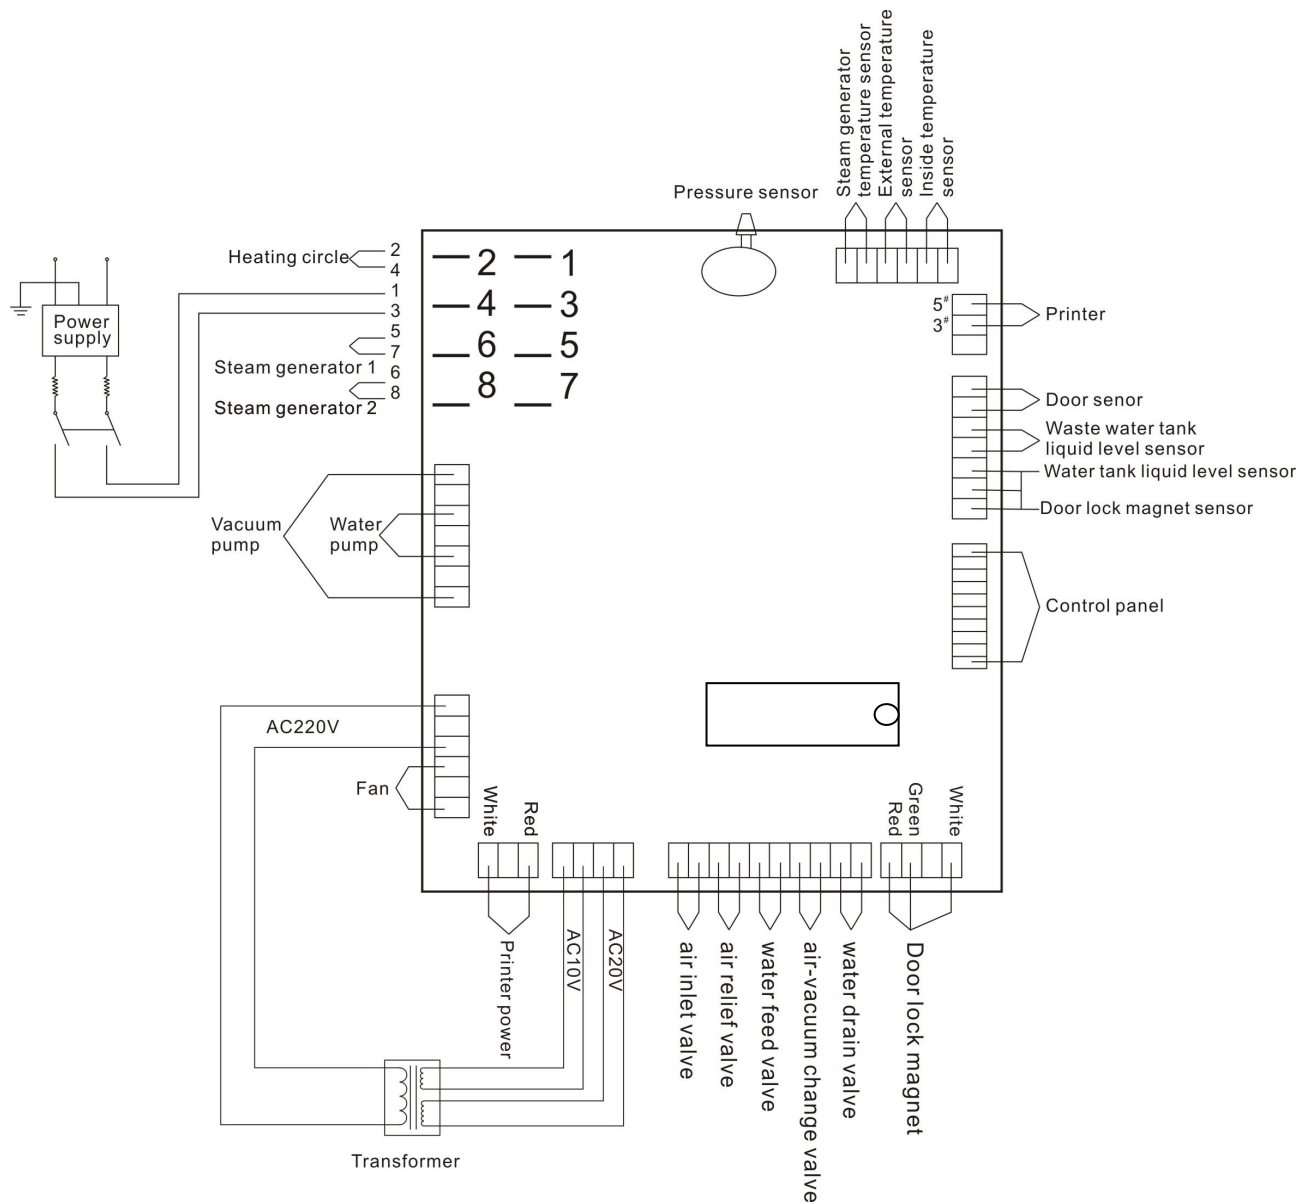 Steam generator
temperature sensor
External temperature
sensor
Inside temperature
sensor
Pressure sensor
Heating circle
2
4
1
3
5
7
Steam generator 1
6
8
Steam generator 2
2 1
4 3
6 5
8 7
Power
supply
5#
3#
Printer
Door senor
Waste water tank
liquid level sensor
Water tank liquid level sensor
Door lock magnet sensor
Vacuum
pump
Water
pump
Control panel
AC220V
Fan
White
Red
Red
Green
White
Printer power
AC10V
AC20V
air inlet valve
air relief valve
water feed valve
air-vacuum change valve
water drain valve
Door lock magnet
Transformer